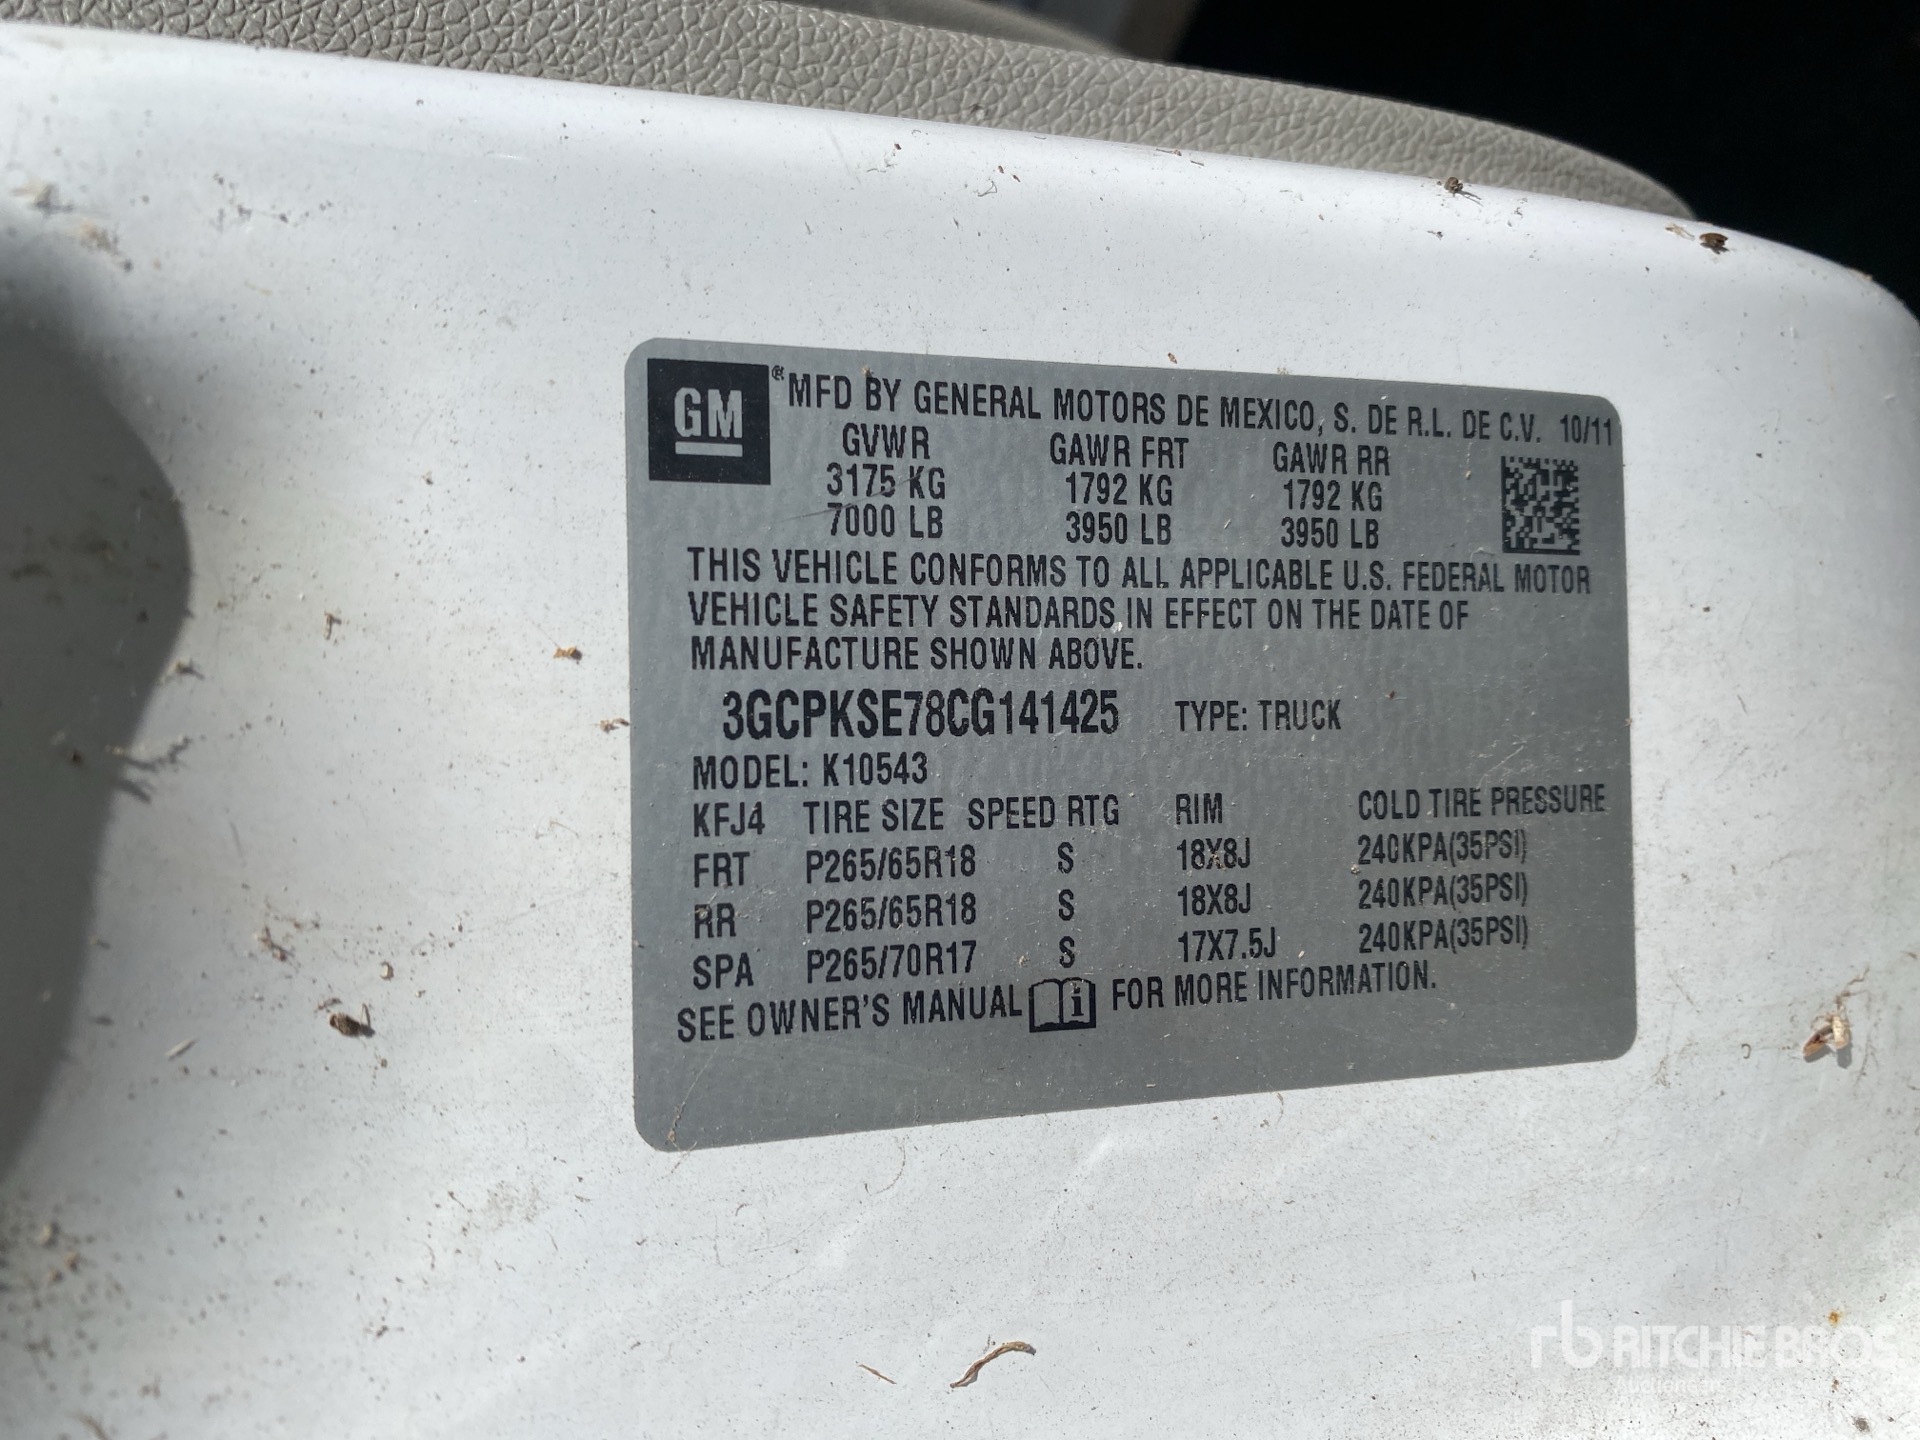 GM ® MFD BY GENERAL MOTORS DE MEXICO, S. DE R.L. DE C.V. 10/11
GVWR GAWR FRT GAWR RR
3175 KG 1792 KG 1792 KG
7000 LB 3950 LB 3950 LB
THIS VEHICLE CONFORMS TO ALL APPLICABLE U.S. FEDERAL MOTOR
VEHICLE SAFETY STANDARDS IN EFFECT ON THE DATE OF
MANUFACTURE SHOWN ABOVE.
3GCPKSE78CG141425 TYPE: TRUCK
MODEL: K10543
KFJ4 TIRE SIZE SPEED RTG RIM COLD TIRE PRESSURE
FRT P265/65R18 S 18X8J 240KPA(35PSI)
RR P265/65R18 S 18X8J 240KPA(35PSI)
SPA P265/70R17 S 17X7.5J 240KPA(35PSI)
SEE OWNER'S MANUAL i FOR MORE INFORMATION.
rb RITCHIE BROS
Auctioneers